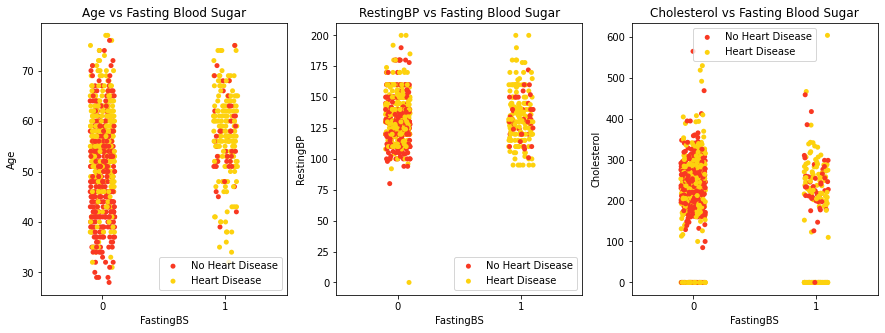 Age vs Fasting Blood Sugar
Age
70
60
50
40
30
0
1
FastingBS
No Heart Disease
Heart Disease
RestingBP vs Fasting Blood Sugar
RestingBP
200
175
150
125
100
75
50
25
0
0
1
FastingBS
No Heart Disease
Heart Disease
Cholesterol vs Fasting Blood Sugar
Cholesterol
600
500
400
300
200
100
0
0
1
FastingBS
No Heart Disease
Heart Disease